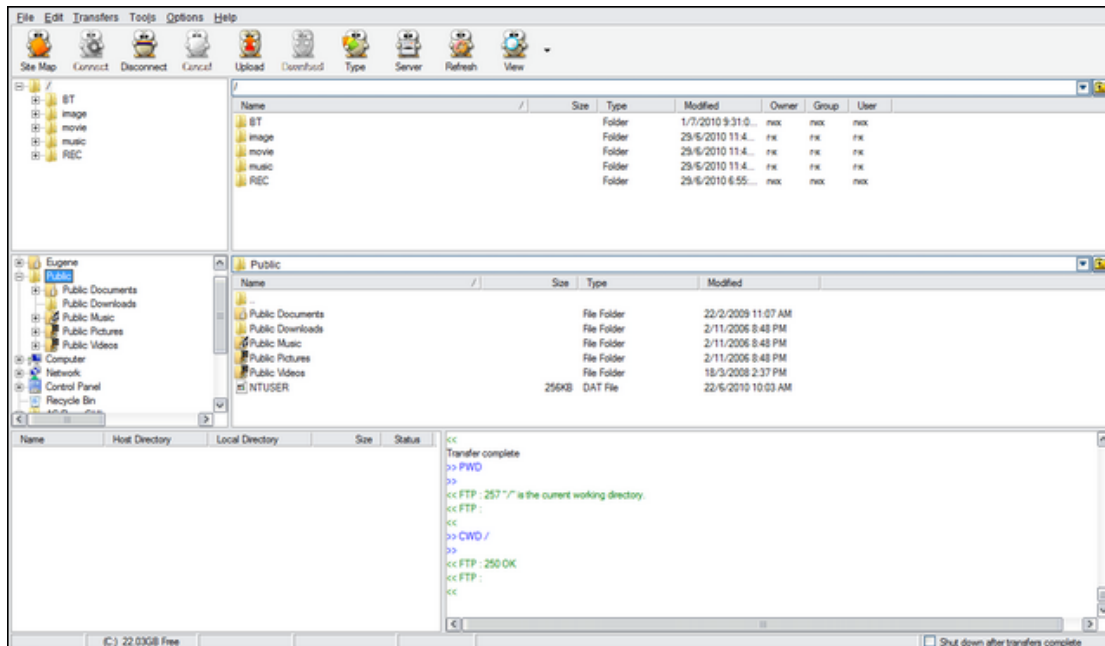 File Edit Transfers Tools Options Help
Site Map Connect Disconnect Cancel Upload Download Type Server Refresh View
/
BT
image
movie
music
REC
/
Name / Size Type Modified Owner Group User
BT Folder 1/7/2010 9:31:0... rwx rwx rwx
image Folder 29/6/2010 11:4... r-x r-x r-x
movie Folder 29/6/2010 11:4... r-x r-x r-x
music Folder 29/6/2010 11:4... r-x r-x r-x
REC Folder 29/6/2010 6:55:... rwx rwx rwx
Eugene
Public
Public Documents
Public Downloads
Public Music
Public Pictures
Public Videos
Computer
Network
Control Panel
Recycle Bin
Public
Name / Size Type Modified
..
Public Documents File Folder 22/2/2009 11:07 AM
Public Downloads File Folder 2/11/2006 8:48 PM
Public Music File Folder 2/11/2006 8:48 PM
Public Pictures File Folder 2/11/2006 8:48 PM
Public Videos File Folder 18/3/2008 2:37 PM
NTUSER 256KB DAT File 22/6/2010 10:03 AM
Name Host Directory Local Directory Size Status
<<
Transfer complete
>> PWD
>>
<< FTP : 257 "/" is the current working directory.
<< FTP :
<<
>> CWD /
>>
<< FTP : 250 OK
<< FTP :
<<
(C:) 22.03GB Free
Shut down after transfers complete